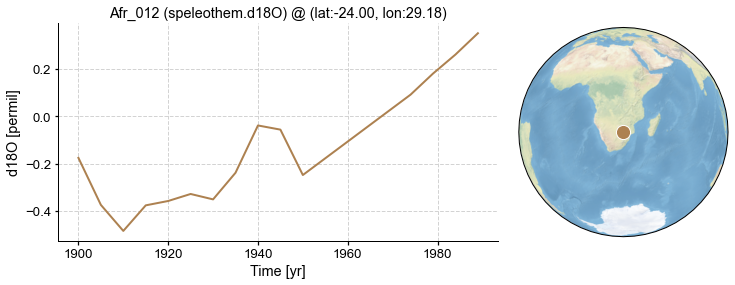 Afr_012 (speleothem.d18O) @ (lat:-24.00, lon:29.18)
d18O [permil]
0.2
0.0
−0.2
−0.4
1900 1920 1940 1960 1980
Time [yr]